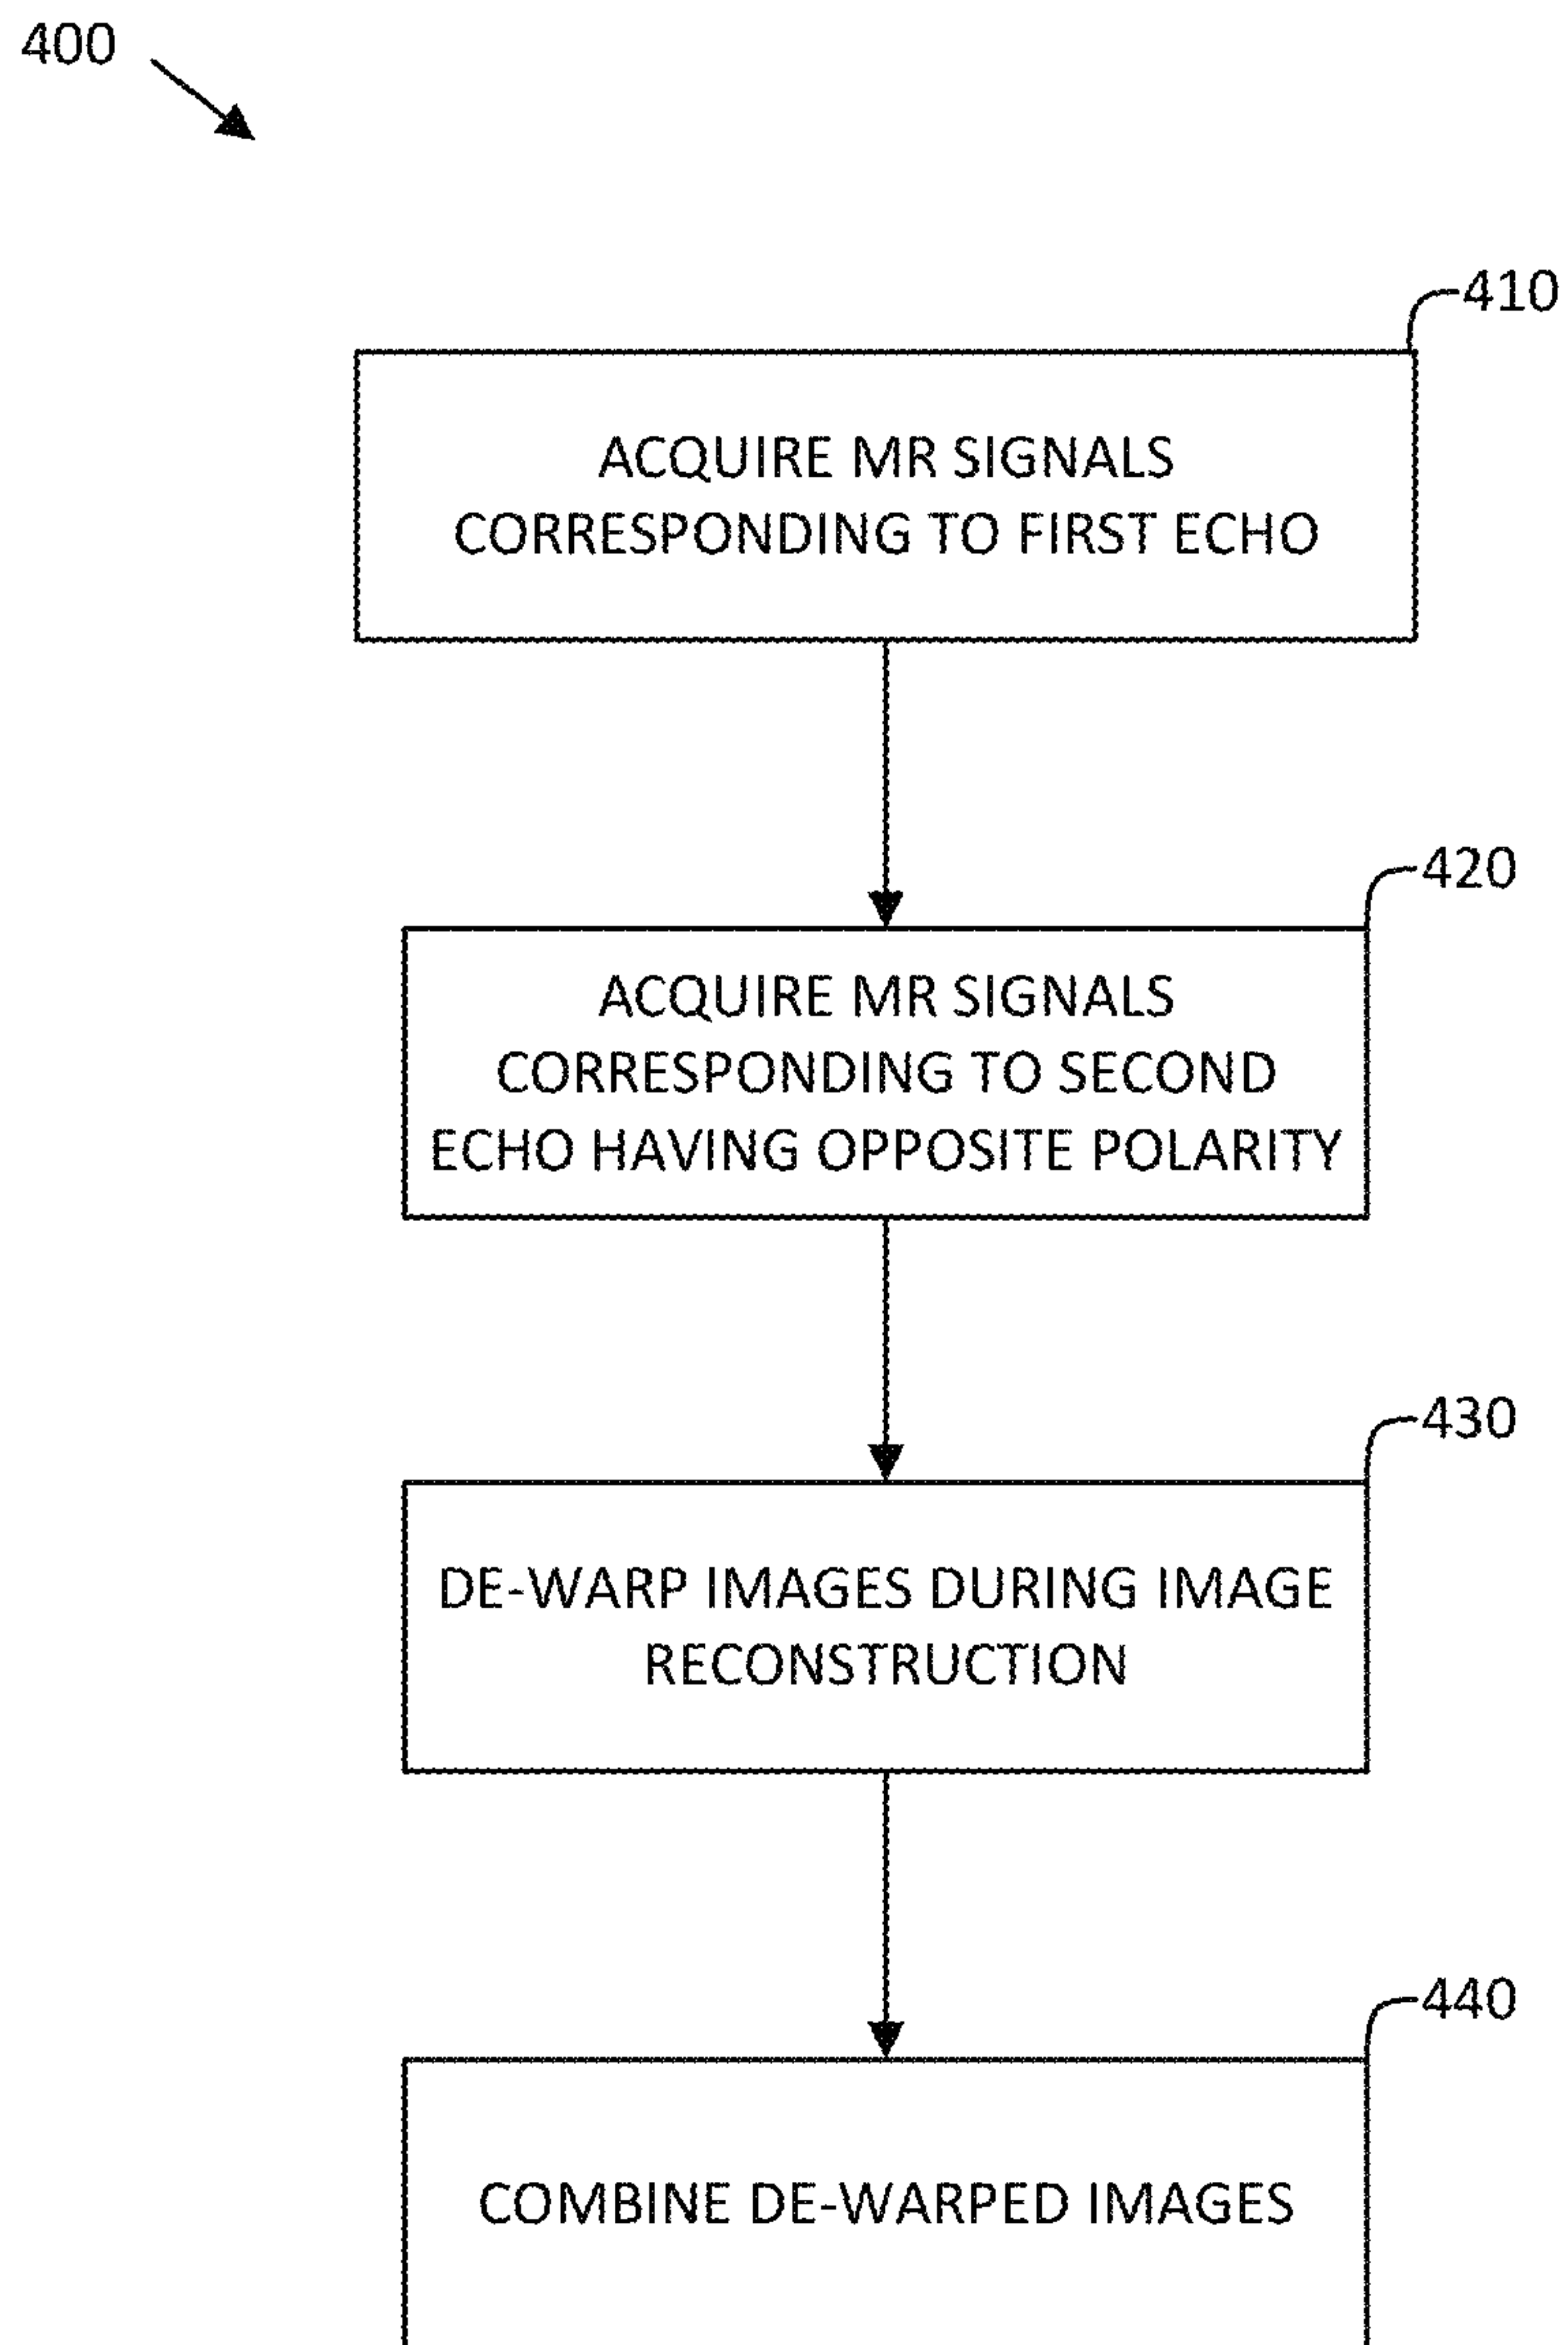 400
410
ACQUIRE MR SIGNALS
CORRESPONDING TO FIRST ECHO
420
ACQUIRE MR SIGNALS
CORRESPONDING TO SECOND
ECHO HAVING OPPOSITE POLARITY
430
DE-WARP IMAGES DURING IMAGE
RECONSTRUCTION
440
COMBINE DE-WARPED IMAGES